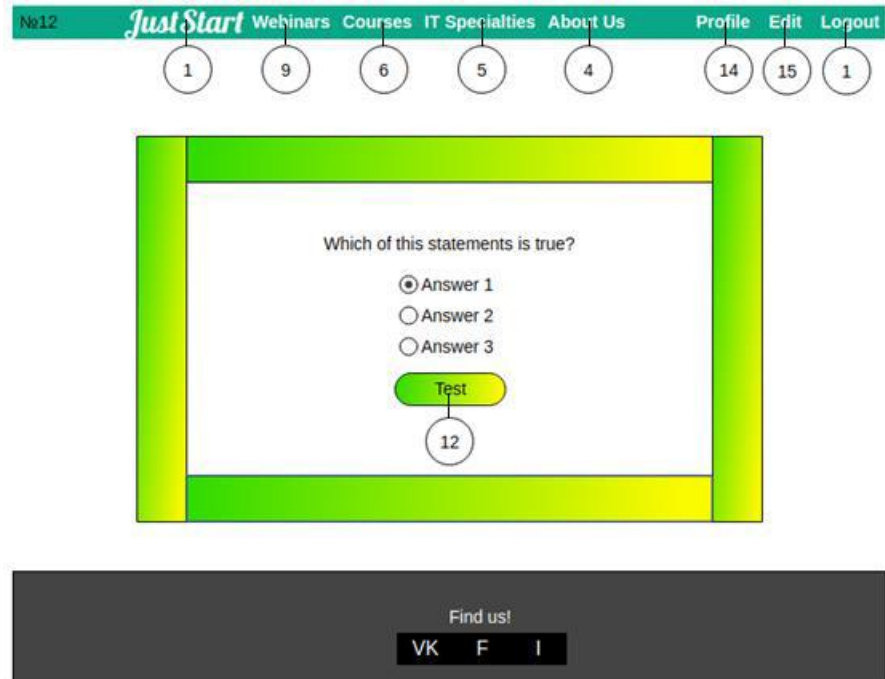 №12 JustStart Webinars Courses IT Specialties About Us Profile Edit Logout
1 9 6 5 4 14 15 1
Which of this statements is true?
Answer 1
Answer 2
Answer 3
Test
12
Find us!
VK F I